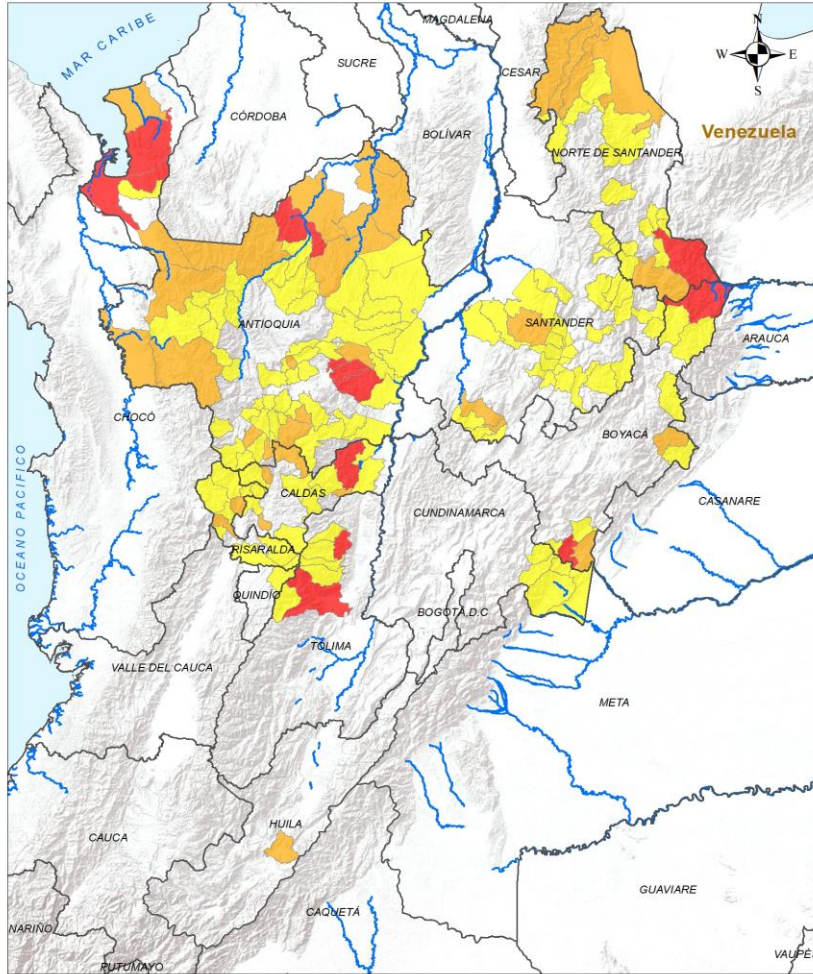 MAGDALENA
N
W E
S
MAR CARIBE
SUCRE
CESAR
CÓRDOBA
BOLÍVAR
Venezuela
NORTE DE SANTANDER
ANTIOQUIA
SANTANDER
ARAUCA
CHOCÓ
BOYACÁ
OCEANO PACIFICO
CALDAS
CUNDINAMARCA
CASANARE
RISARALDA
QUINDÍO
BOGOTÁ, D.C
TOLIMA
VALLE DEL CAUCA
META
HUILA
CAUCA
GUAVIARE
CAQUETÁ
NARIÑO
PUTUMAYO
VAUPÉS